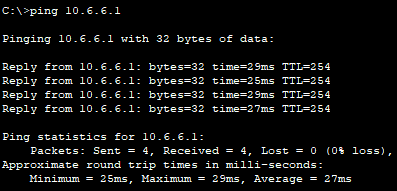 C:\>ping 10.6.6.1
Pinging 10.6.6.1 with 32 bytes of data:
Reply from 10.6.6.1: bytes=32 time=29ms TTL=254
Reply from 10.6.6.1: bytes=32 time=25ms TTL=254
Reply from 10.6.6.1: bytes=32 time=29ms TTL=254
Reply from 10.6.6.1: bytes=32 time=27ms TTL=254
Ping statistics for 10.6.6.1:
Packets: Sent = 4, Received = 4, Lost = 0 (0% loss),
Approximate round trip times in milli-seconds:
Minimum = 25ms, Maximum = 29ms, Average = 27ms